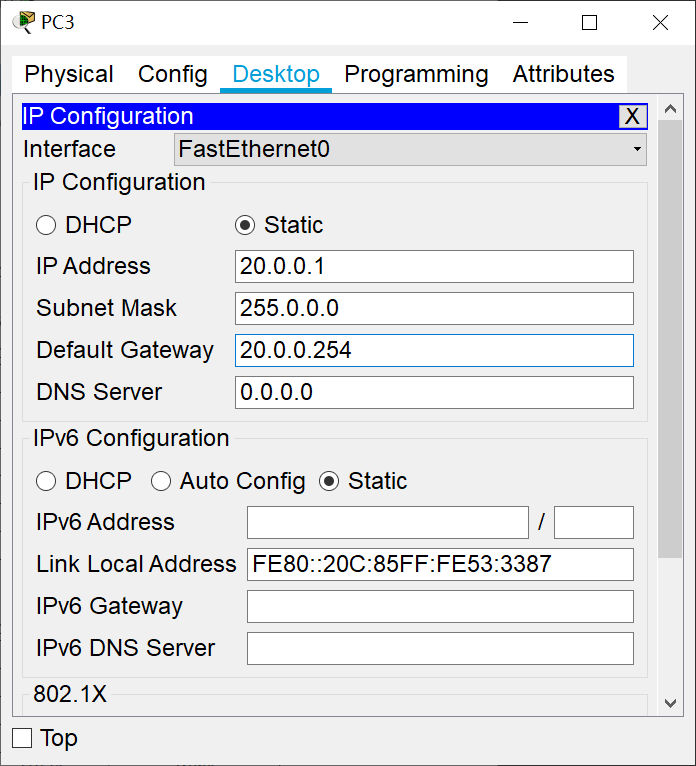 PC3
Physical Config Desktop Programming Attributes
IP Configuration X
Interface FastEthernet0
IP Configuration
DHCP Static
IP Address 20.0.0.1
Subnet Mask 255.0.0.0
Default Gateway 20.0.0.254
DNS Server 0.0.0.0
IPv6 Configuration
DHCP Auto Config Static
IPv6 Address /
Link Local Address FE80::20C:85FF:FE53:3387
IPv6 Gateway
IPv6 DNS Server
802.1X
Top